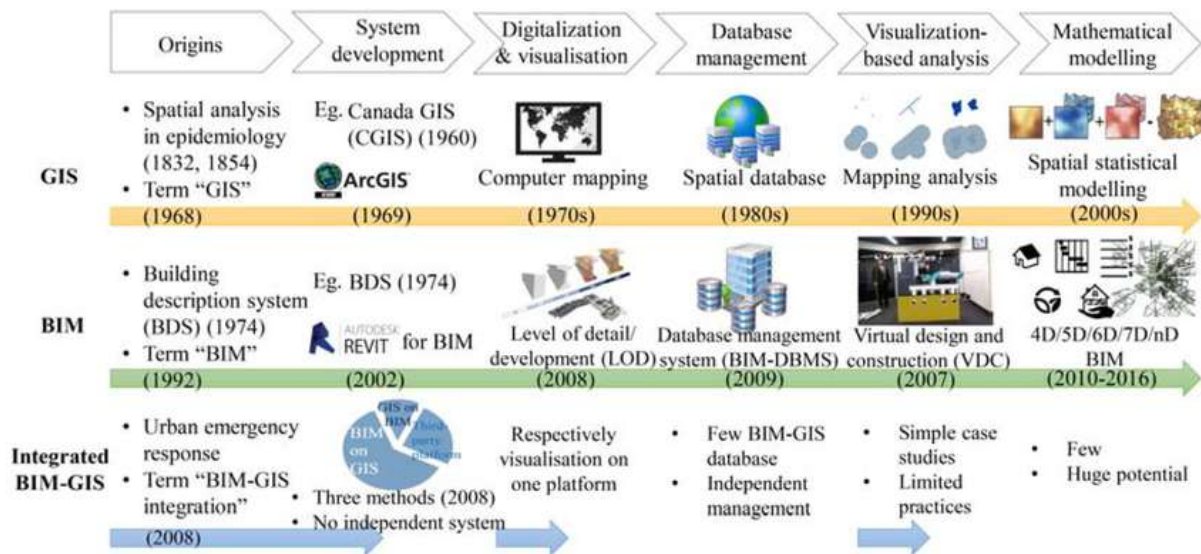 Origins
System
development
Digitalization
& visualisation
Database
management
Visualization-
based analysis
Mathematical
modelling
GIS
• Spatial analysis
in epidemiology
(1832, 1854)
• Term “GIS”
(1968)
Eg. Canada GIS
(CGIS) (1960)
ArcGIS
(1969)
Computer mapping
(1970s)
Spatial database
(1980s)
Mapping analysis
(1990s)
Spatial statistical
modelling
(2000s)
BIM
• Building
description system
(BDS) (1974)
• Term “BIM”
(1992)
Eg. BDS (1974)
AUTODESK
REVIT for BIM
(2002)
Level of detail/
development (LOD)
(2008)
Database management
system (BIM-DBMS)
(2009)
Virtual design and
construction (VDC)
(2007)
4D/5D/6D/7D/nD
BIM
(2010-2016)
Integrated
BIM-GIS
• Urban emergency
response
• Term “BIM-GIS
integration”
(2008)
GIS on
BIM
BIM
on
GIS
Third-
party
platform
• Three methods (2008)
• No independent system
Respectively
visualisation on
one platform
• Few BIM-GIS
database
• Independent
management
• Simple case
studies
• Limited
practices
• Few
• Huge potential